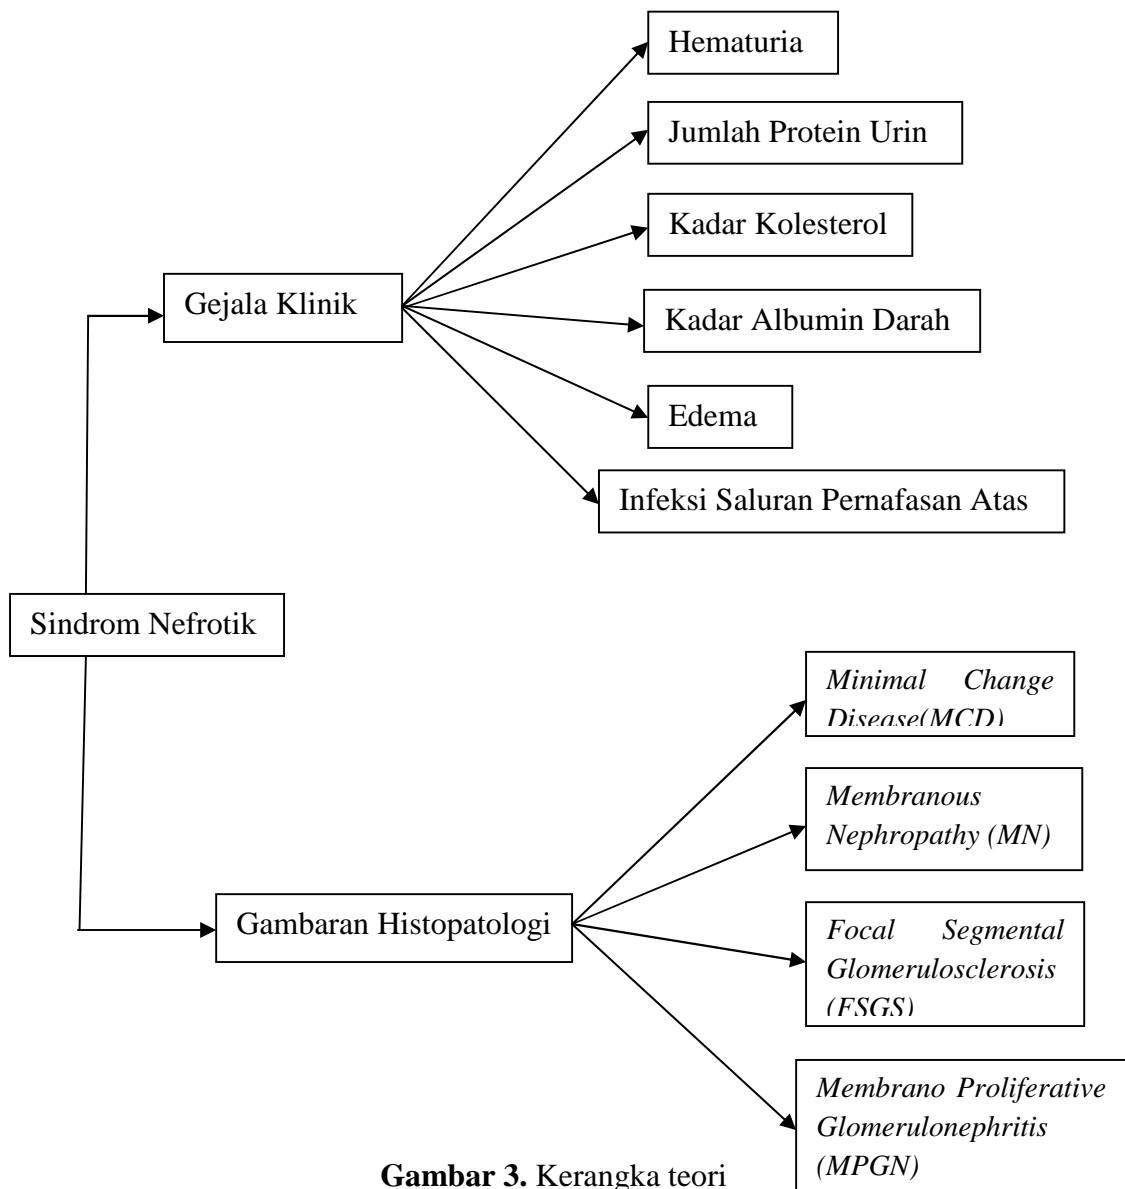 Hematuria
Jumlah Protein Urin
Kadar Kolesterol
Gejala Klinik
Kadar Albumin Darah
Edema
Infeksi Saluran Pernafasan Atas
Sindrom Nefrotik
Minimal Change
Disease(MCD)
Membranous
Nephropathy (MN)
Gambaran Histopatologi
Focal Segmental
Glomerulosclerosis
(FSGS)
Membrano Proliferative
Glomerulonephritis
(MPGN)
Gambar 3. Kerangka teori